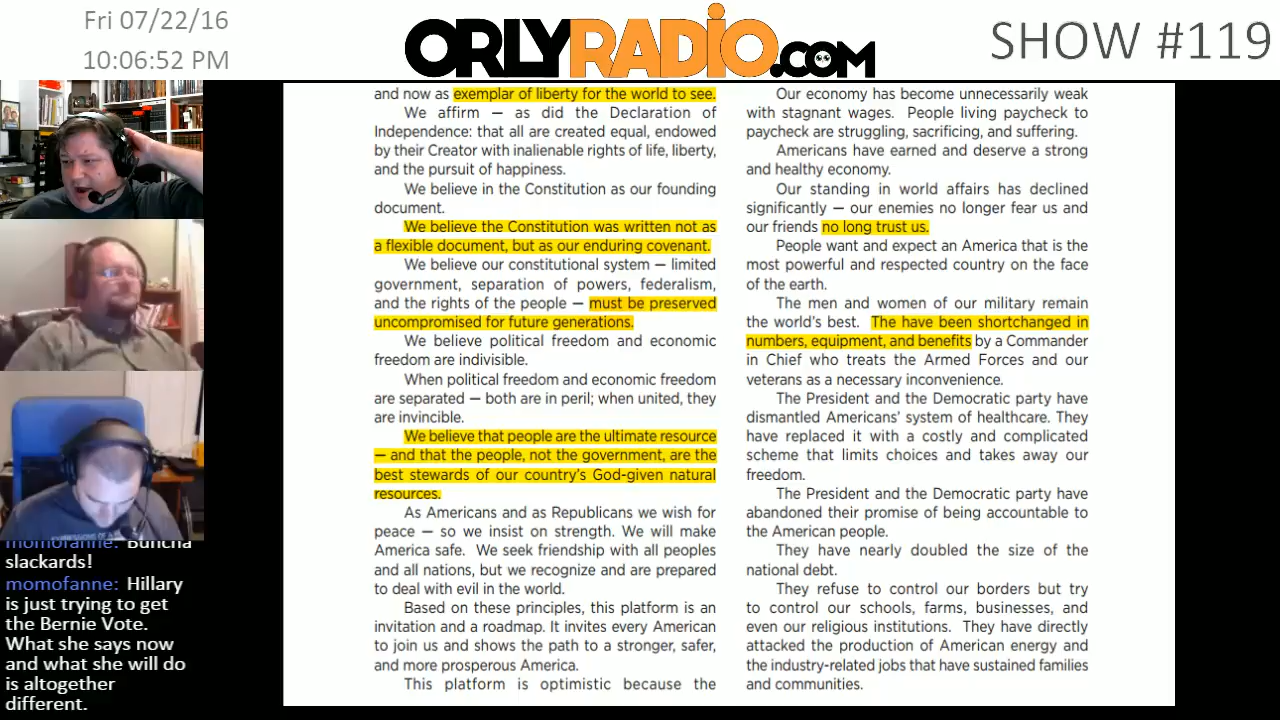 Fri 07/22/16
10:06:52 PM
ORLYRADiO.COM
SHOW #119
and now as exemplar of liberty for the world to see.
We affirm — as did the Declaration of
Independence: that all are created equal, endowed
by their Creator with inalienable rights of life, liberty,
and the pursuit of happiness.
We believe in the Constitution as our founding
document.
We believe the Constitution was written not as
a flexible document, but as our enduring covenant.
We believe our constitutional system — limited
government, separation of powers, federalism,
and the rights of the people — must be preserved
uncompromised for future generations.
We believe political freedom and economic
freedom are indivisible.
When political freedom and economic freedom
are separated — both are in peril; when united, they
are invincible.
We believe that people are the ultimate resource
— and that the people, not the government, are the
best stewards of our country's God-given natural
resources.
As Americans and as Republicans we wish for
peace — so we insist on strength. We will make
America safe. We seek friendship with all peoples
and all nations, but we recognize and are prepared
to deal with evil in the world.
Based on these principles, this platform is an
invitation and a roadmap. It invites every American
to join us and shows the path to a stronger, safer,
and more prosperous America.
This platform is optimistic because the
Our economy has become unnecessarily weak
with stagnant wages. People living paycheck to
paycheck are struggling, sacrificing, and suffering.
Americans have earned and deserve a strong
and healthy economy.
Our standing in world affairs has declined
significantly — our enemies no longer fear us and
our friends no long trust us.
People want and expect an America that is the
most powerful and respected country on the face
of the earth.
The men and women of our military remain
the world's best. The have been shortchanged in
numbers, equipment, and benefits by a Commander
in Chief who treats the Armed Forces and our
veterans as a necessary inconvenience.
The President and the Democratic party have
dismantled Americans' system of healthcare. They
have replaced it with a costly and complicated
scheme that limits choices and takes away our
freedom.
The President and the Democratic party have
abandoned their promise of being accountable to
the American people.
They have nearly doubled the size of the
national debt.
They refuse to control our borders but try
to control our schools, farms, businesses, and
even our religious institutions. They have directly
attacked the production of American energy and
the industry-related jobs that have sustained families
and communities.
momofanne: Buncha
slackards!
momofanne: Hillary
is just trying to get
the Bernie Vote.
What she says now
and what she will do
is altogether
different.